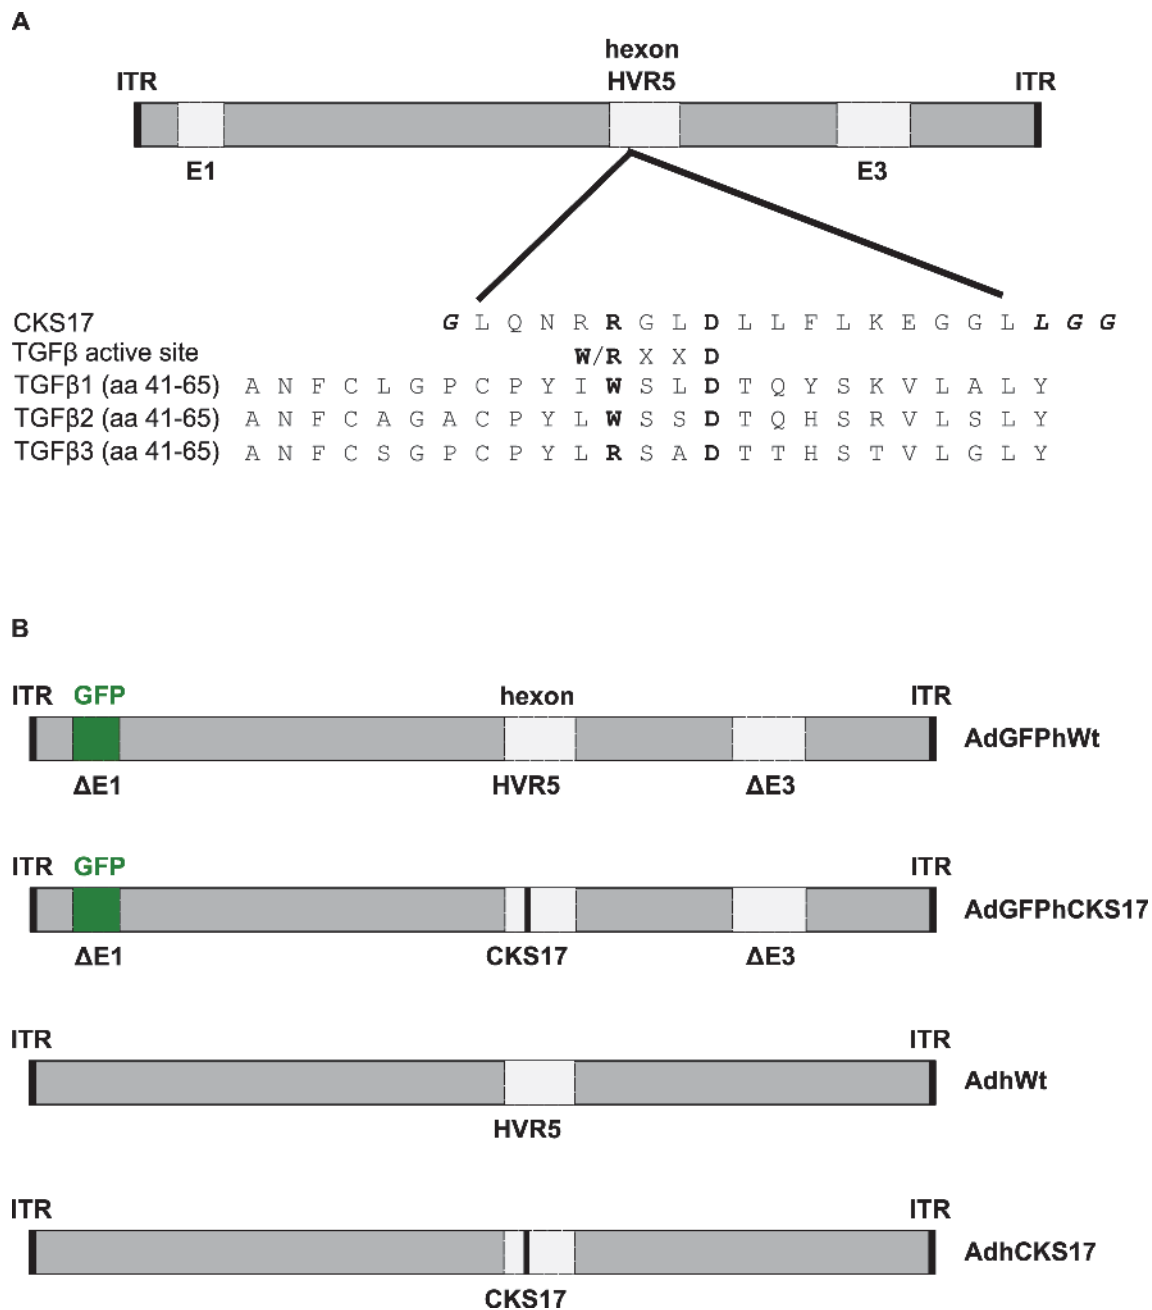 A
hexon
ITR HVR5 ITR
E1 E3
CKS17 G L Q N R R G L D L L F L K E G G L L G G
TGFβ active site W/R X X D
TGFβ1 (aa 41-65) A N F C L G P C P Y I W S L D T Q Y S K V L A L Y
TGFβ2 (aa 41-65) A N F C A G A C P Y L W S S D T Q H S R V L S L Y
TGFβ3 (aa 41-65) A N F C S G P C P Y L R S A D T T H S T V L G L Y
B
ITR GFP hexon ITR
AdGFPhWt
ΔE1 HVR5 ΔE3
ITR GFP ITR
AdGFPhCKS17
ΔE1 CKS17 ΔE3
ITR ITR
AdhWt
HVR5
ITR ITR
AdhCKS17
CKS17